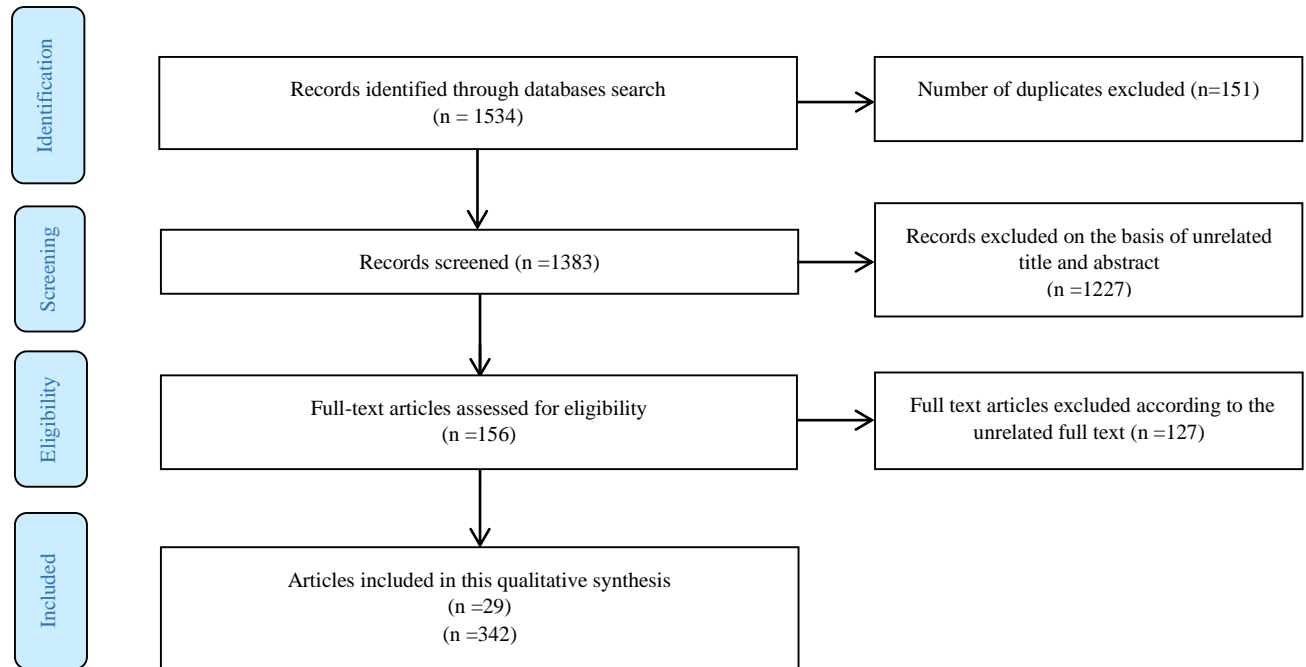 Identification
Records identified through databases search
(n = 1534)
Number of duplicates excluded (n=151)
Screening
Records screened (n =1383)
Records excluded on the basis of unrelated
title and abstract
(n =1227)
Eligibility
Full-text articles assessed for eligibility
(n =156)
Full text articles excluded according to the
unrelated full text (n =127)
Included
Articles included in this qualitative synthesis
(n =29)
(n =342)